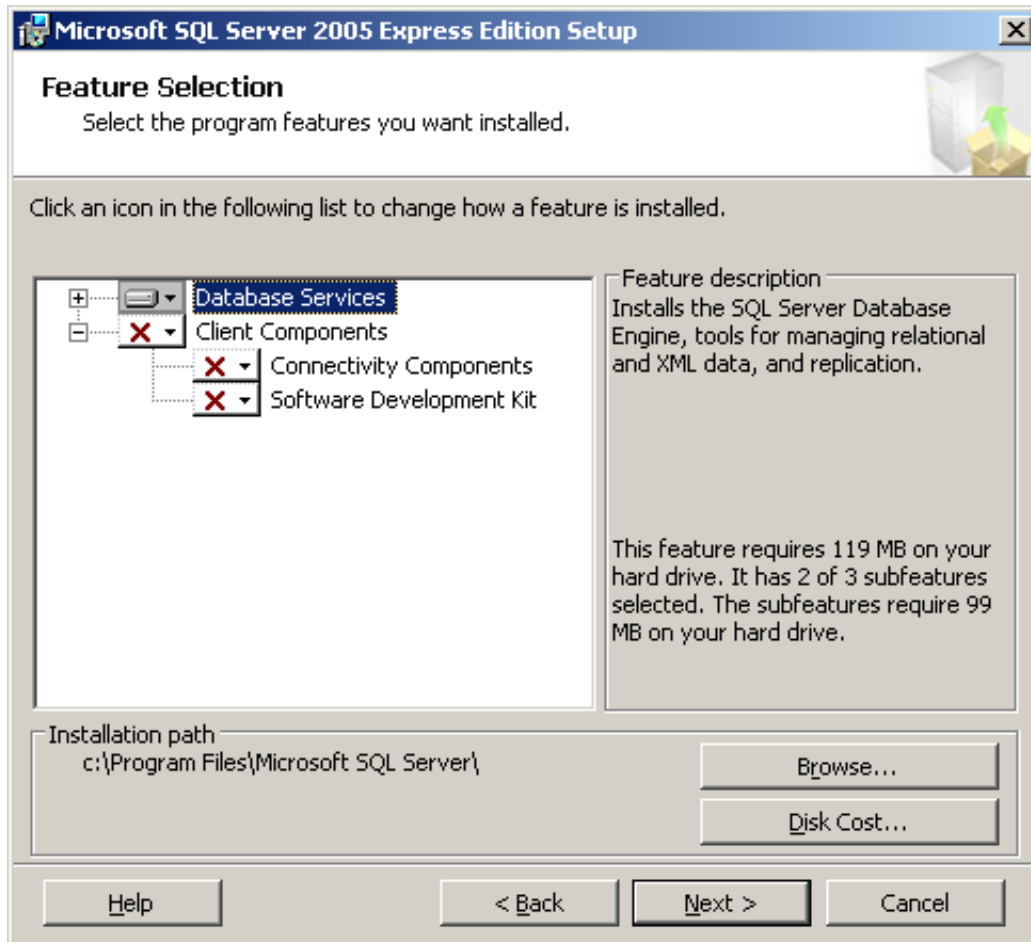 Microsoft SQL Server 2005 Express Edition Setup
Feature Selection
Select the program features you want installed.
Click an icon in the following list to change how a feature is installed.
Database Services
Client Components
Connectivity Components
Software Development Kit
Feature description
Installs the SQL Server Database
Engine, tools for managing relational
and XML data, and replication.
This feature requires 119 MB on your
hard drive. It has 2 of 3 subfeatures
selected. The subfeatures require 99
MB on your hard drive.
Installation path
c:\Program Files\Microsoft SQL Server\
Browse...
Disk Cost...
Help
< Back
Next >
Cancel